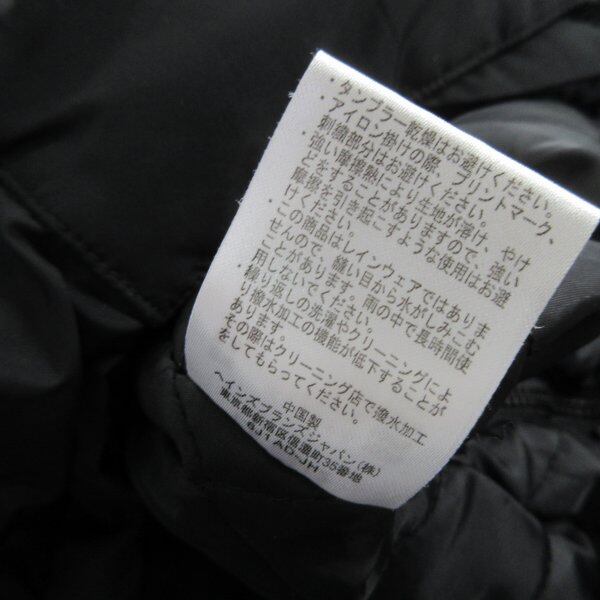 ・タンブラー乾燥はお避けください。
・アイロン掛けの際、プリントマーク、
刺繍部分はお避けください。
・強い摩擦熱により生地が溶け、やけ
どをすることがありますので、強い
摩擦を引き起こすような使用はお避
けください。
・この商品はレインウェアではありま
せんので、縫い目から水がしみこむ
ことがあります。雨の中で長時間使
用しないでください。
・繰り返しの洗濯やクリーニングによ
り撥水加工の機能が低下することが
あります。
その際はクリーニング店で撥水加工
をしてもらってください。
中国製
ヘインズブランズジャパン(株)
東京都新宿区信濃町35番地